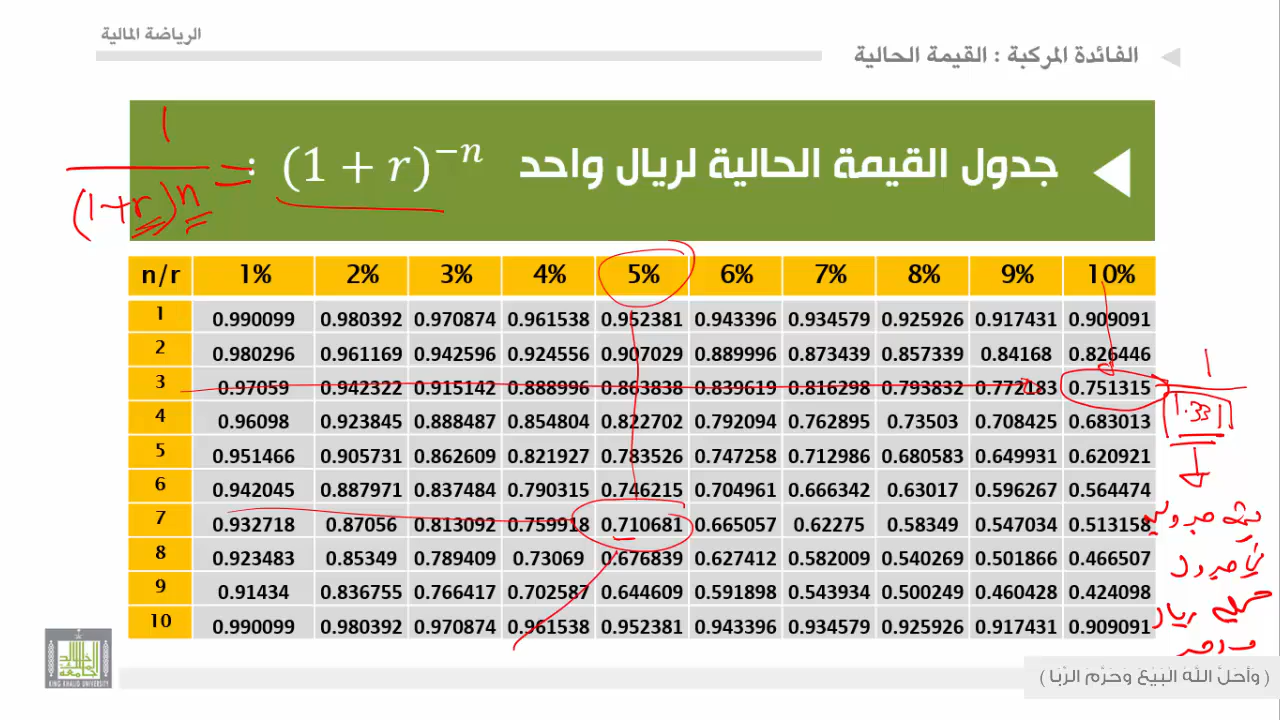 الرياضة المالية
الفائدة المركبة : القيمة الحالية
جدول القيمة الحالية لريال واحد (1 + r)^−n :
= 1 / (1+r)^n
n/r 1% 2% 3% 4% 5% 6% 7% 8% 9% 10%
1 0.990099 0.980392 0.970874 0.961538 0.952381 0.943396 0.934579 0.925926 0.917431 0.909091
2 0.980296 0.961169 0.942596 0.924556 0.907029 0.889996 0.873439 0.857339 0.84168 0.826446
3 0.97059 0.942322 0.915142 0.888996 0.863838 0.839619 0.816298 0.793832 0.772183 0.751315
4 0.96098 0.923845 0.888487 0.854804 0.822702 0.792094 0.762895 0.73503 0.708425 0.683013
5 0.951466 0.905731 0.862609 0.821927 0.783526 0.747258 0.712986 0.680583 0.649931 0.620921
6 0.942045 0.887971 0.837484 0.790315 0.746215 0.704961 0.666342 0.63017 0.596267 0.564474
7 0.932718 0.87056 0.813092 0.759918 0.710681 0.665057 0.62275 0.58349 0.547034 0.513158
8 0.923483 0.85349 0.789409 0.73069 0.676839 0.627412 0.582009 0.540269 0.501866 0.466507
9 0.91434 0.836755 0.766417 0.702587 0.644609 0.591898 0.543934 0.500249 0.460428 0.424098
10 0.990099 0.980392 0.970874 0.961538 0.952381 0.943396 0.934579 0.925926 0.917431 0.909091
1
1.331
ريال
KING KHALID UNIVERSITY
( وَأَحَلَّ اللَّهُ الْبَيْعَ وَحَرَّمَ الرِّبَا )